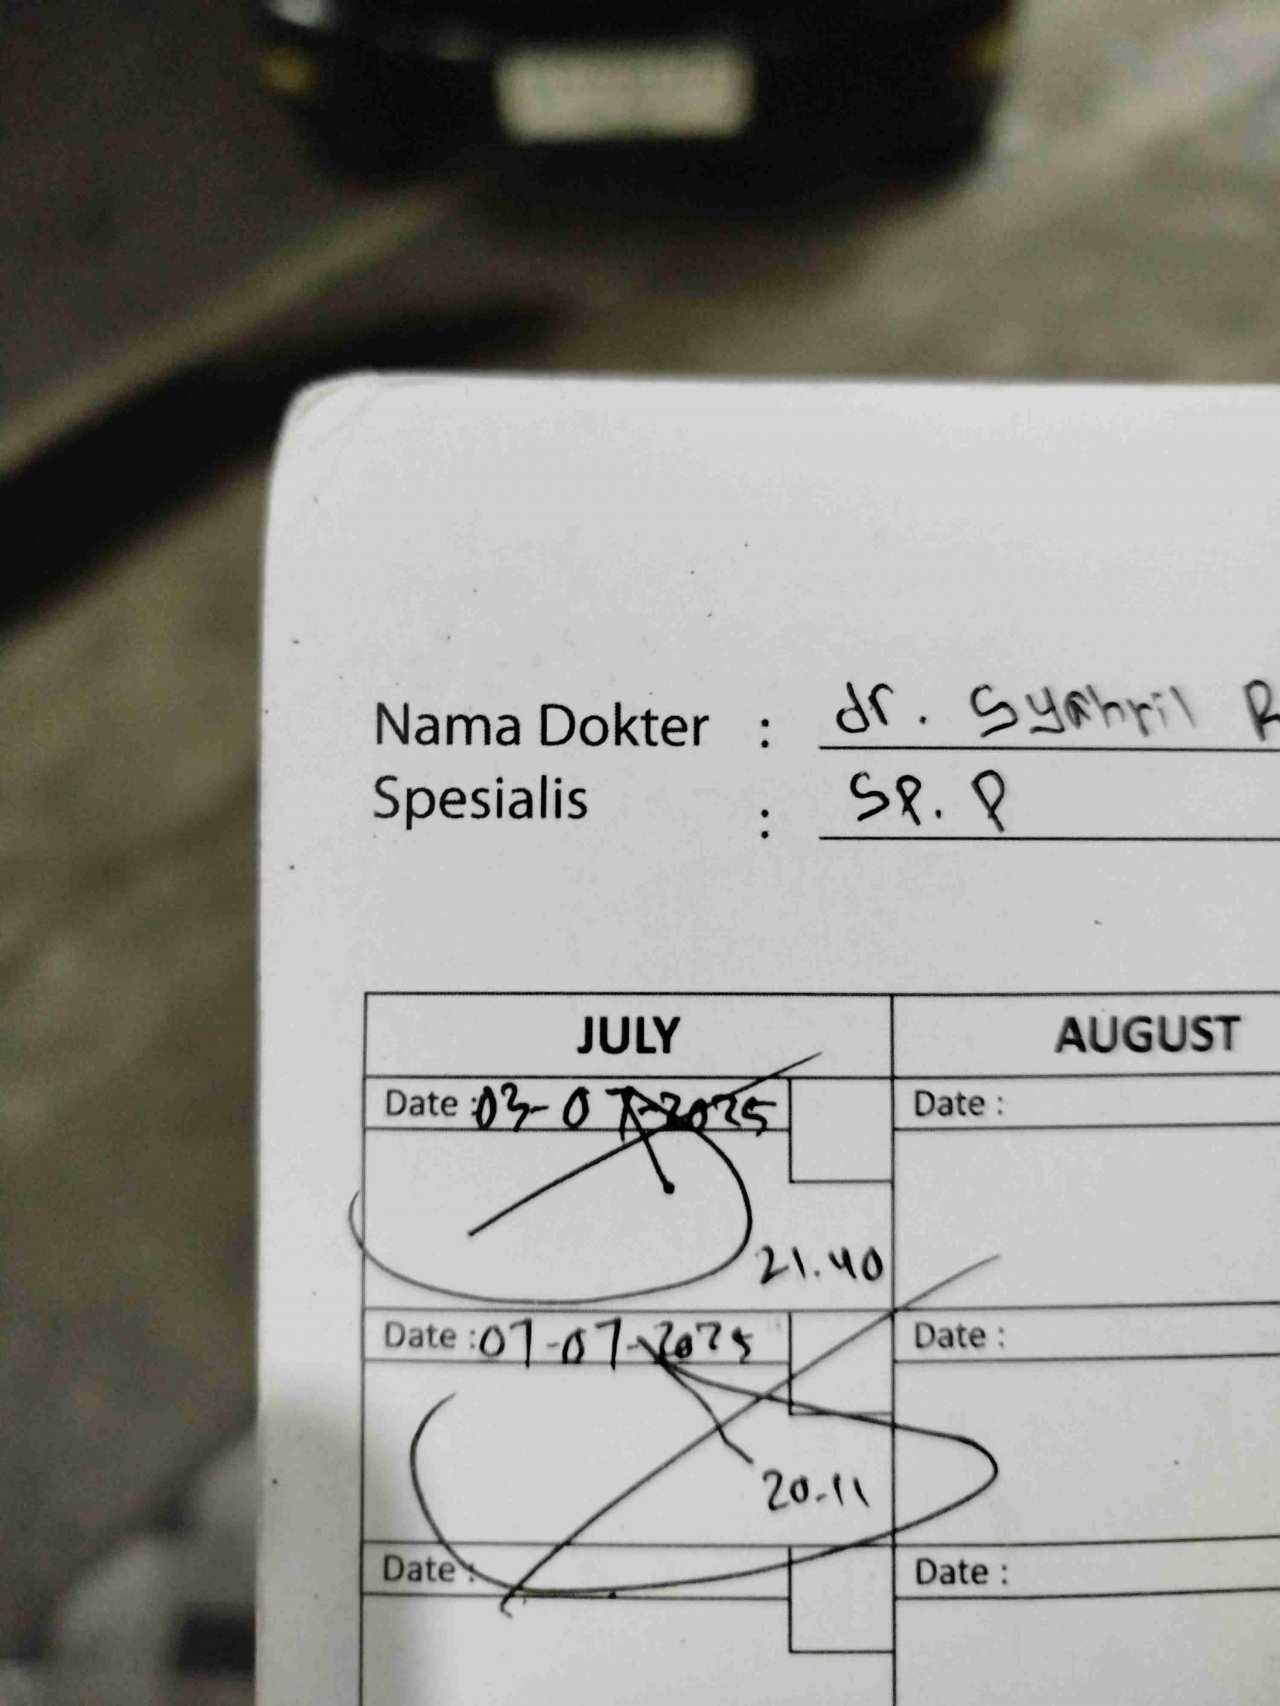 Nama Dokter : dr. Syahril R
Spesialis : Sp. P
JULY AUGUST
Date : 03-07-2025 Date :
21.40
Date : 07-07-2025 Date :
20.11
Date : Date :